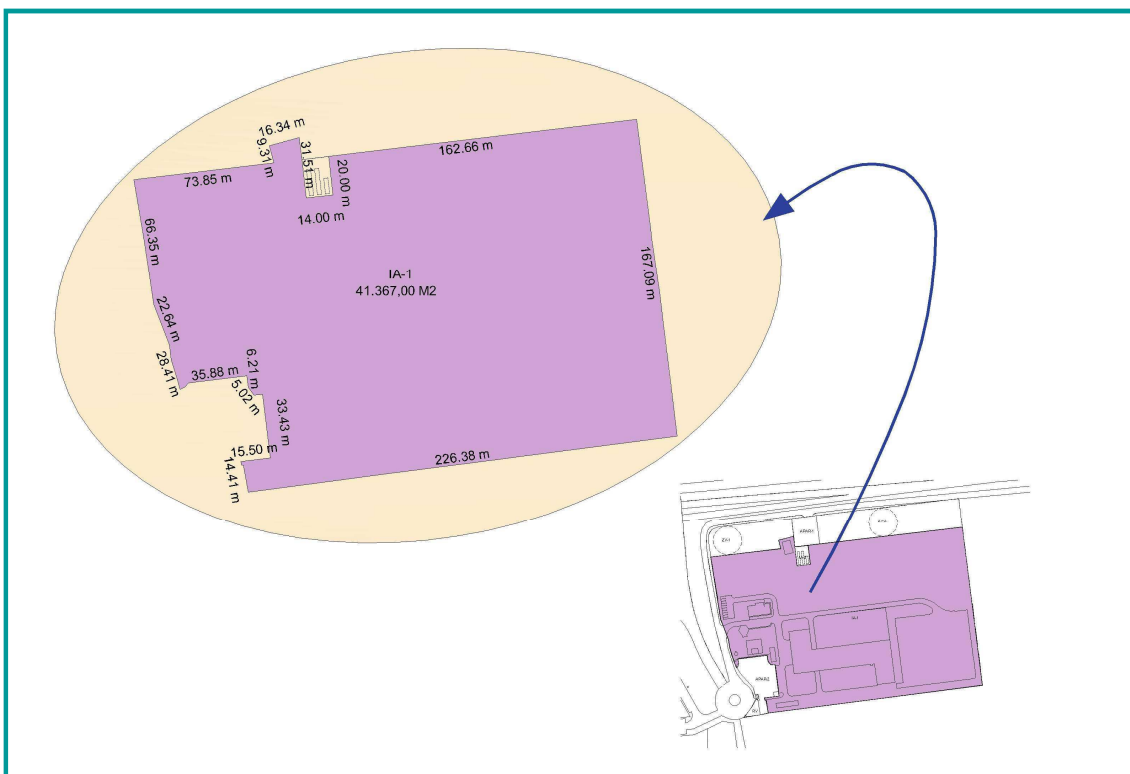 16.34 m
9.31 m
31.51 m
162.66 m
73.85 m
20.00 m
14.00 m
66.35 m
167.09 m
IA-1
41.367,00 M2
22.64 m
28.41 m
35.88 m
6.21 m
5.02 m
33.43 m
15.50 m
14.41 m
226.38 m